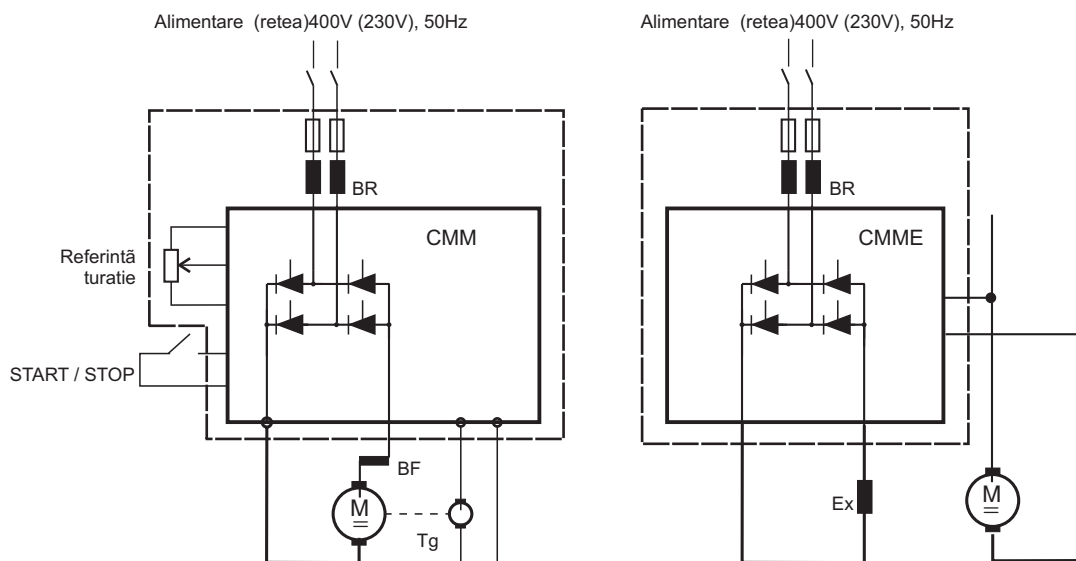 Alimentare (retea)400V (230V), 50Hz
BR
CMM
Referintã
turatie
START / STOP
BF
M
Tg
Alimentare (retea)400V (230V), 50Hz
BR
CMME
Ex
M